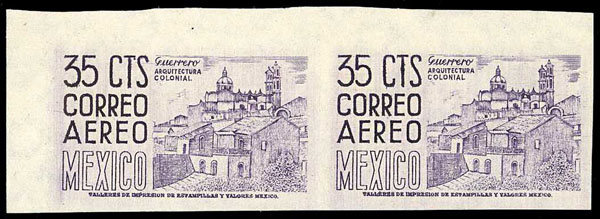 35 CTS
Guerrero
ARQUITECTURA
COLONIAL
CORREO
AEREO
MEXICO
TALLERES DE IMPRESION DE ESTAMPILLAS Y VALORES MEXICO.
35 CTS
Guerrero
ARQUITECTURA
COLONIAL
CORREO
AEREO
MEXICO
TALLERES DE IMPRESION DE ESTAMPILLAS Y VALORES MEXICO.